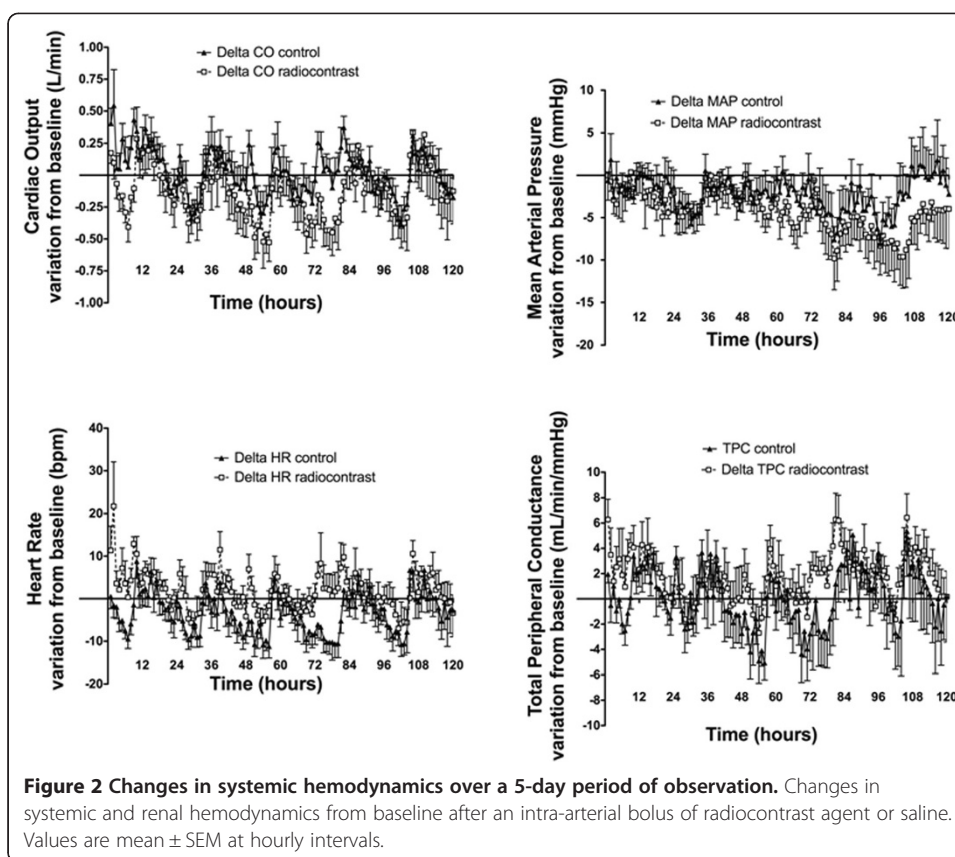 Delta CO control
Delta CO radiocontrast
Cardiac Output
variation from baseline (L/min)
1.00
0.75
0.50
0.25
0.00
-0.25
-0.50
-0.75
-1.00
12 24 36 48 60 72 84 96 108 120
Time (hours)
Delta MAP control
Delta MAP radiocontrast
Mean Arterial Pressure
variation from baseline (mmHg)
10
5
0
-5
-10
-15
-20
12 24 36 48 60 72 84 96 108 120
Time (hours)
Delta HR control
Delta HR radiocontrast
Heart Rate
variation from baseline (bpm)
40
30
20
10
0
-10
-20
12 24 36 48 60 72 84 96 108 120
Time (hours)
TPC control
Delta TPC radiocontrast
Total Peripheral Conductance
variation from baseline (mL/min/mmHg)
10
8
6
4
2
0
-2
-4
-6
-8
-10
12 24 36 48 60 72 84 96 108 120
Time (hours)
Figure 2 Changes in systemic hemodynamics over a 5-day period of observation. Changes in
systemic and renal hemodynamics from baseline after an intra-arterial bolus of radiocontrast agent or saline.
Values are mean ± SEM at hourly intervals.